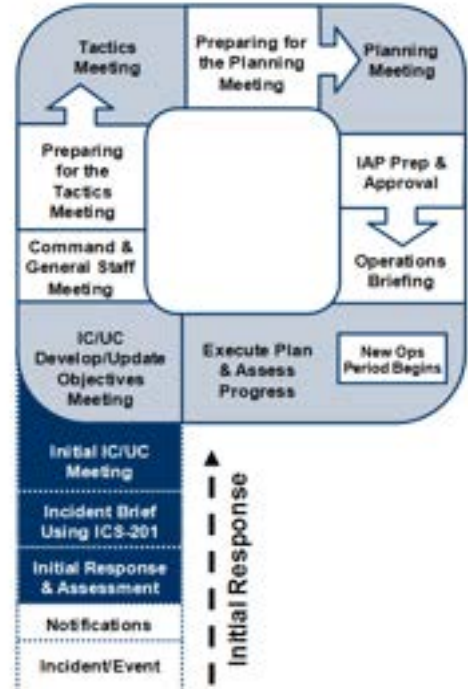 Tactics
Meeting
Preparing for
the Planning
Meeting
Planning
Meeting
Preparing
for the
Tactics
Meeting
IAP Prep &
Approval
Command &
General Staff
Meeting
Operations
Briefing
IC/UC
Develop/Update
Objectives
Meeting
Execute Plan
& Assess
Progress
New Ops
Period Begins
Initial IC/UC
Meeting
Incident Brief
Using ICS-201
Initial Response
& Assessment
Notifications
Incident/Event
Initial Response